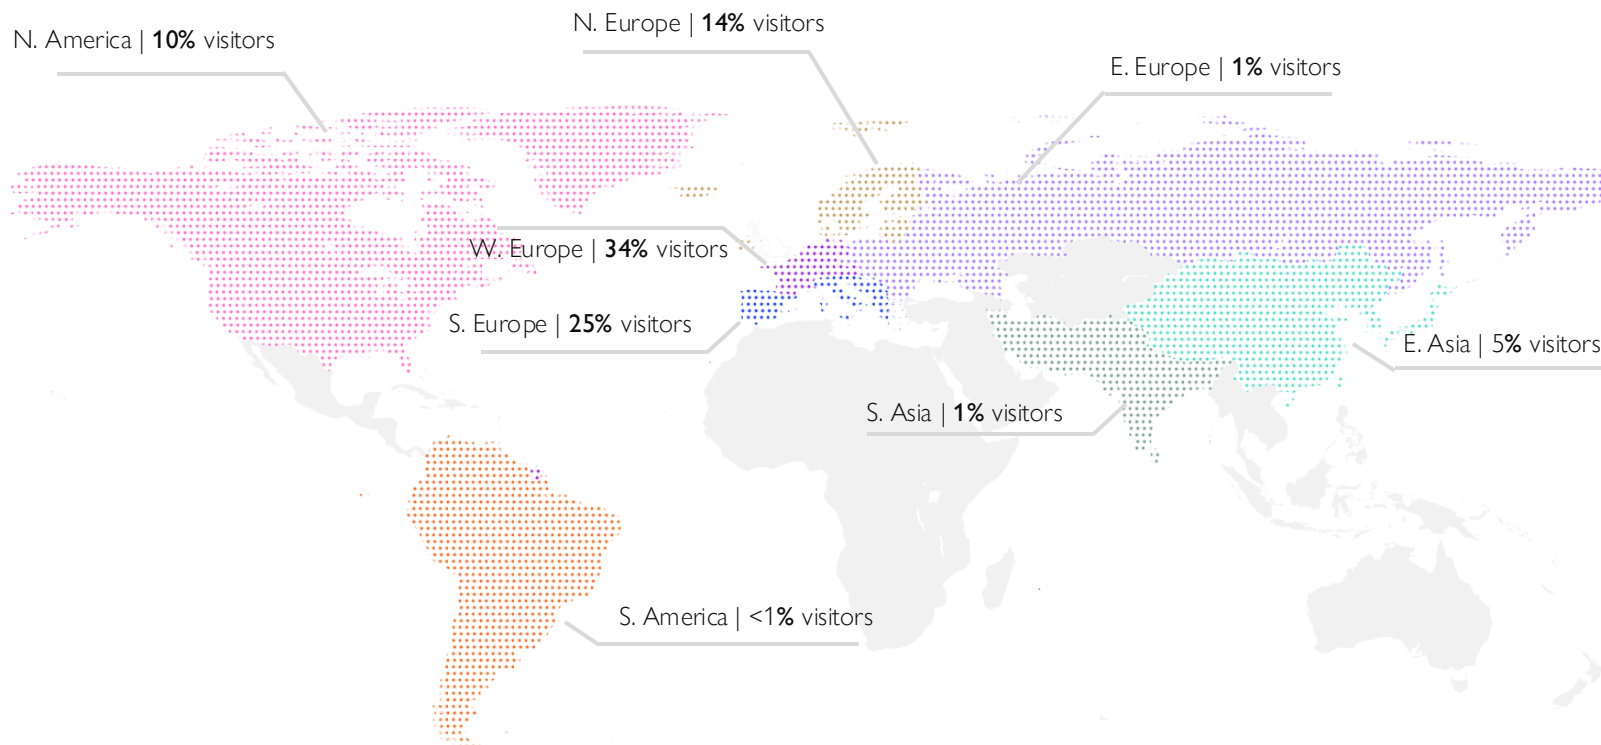 N. America | 10% visitors
N. Europe | 14% visitors
E. Europe | 1% visitors
W. Europe | 34% visitors
S. Europe | 25% visitors
E. Asia | 5% visitors
S. Asia | 1% visitors
S. America | <1% visitors